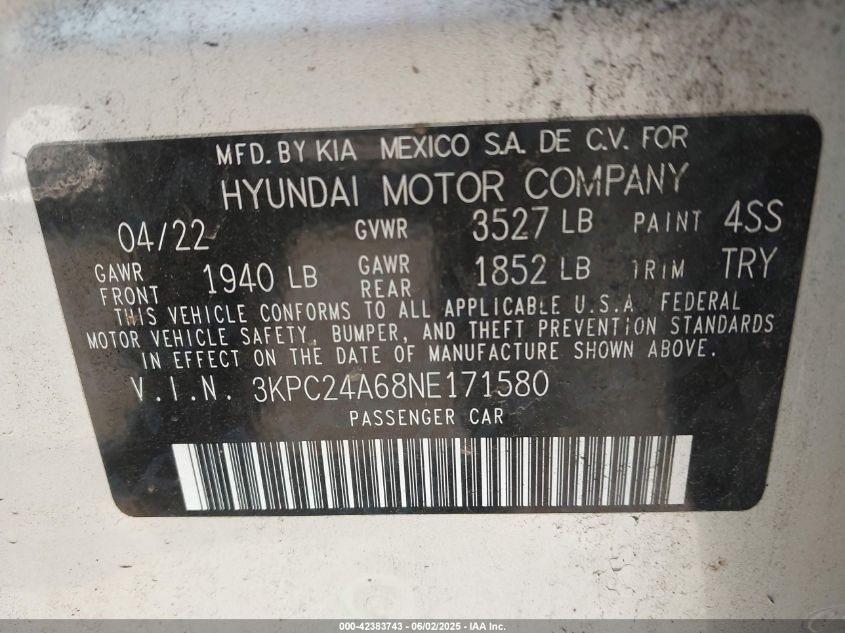 MFD. BY KIA MEXICO S.A. DE C.V. FOR
HYUNDAI MOTOR COMPANY
04/22 GVWR 3527 LB PAINT 4SS
GAWR FRONT 1940 LB GAWR REAR 1852 LB TRIM TRY
THIS VEHICLE CONFORMS TO ALL APPLICABLE U.S.A. FEDERAL
MOTOR VEHICLE SAFETY, BUMPER, AND THEFT PREVENTION STANDARDS
IN EFFECT ON THE DATE OF MANUFACTURE SHOWN ABOVE.
V.I.N. 3KPC24A68NE171580
PASSENGER CAR
000-42383743 - 06/02/2025 - IAA Inc.